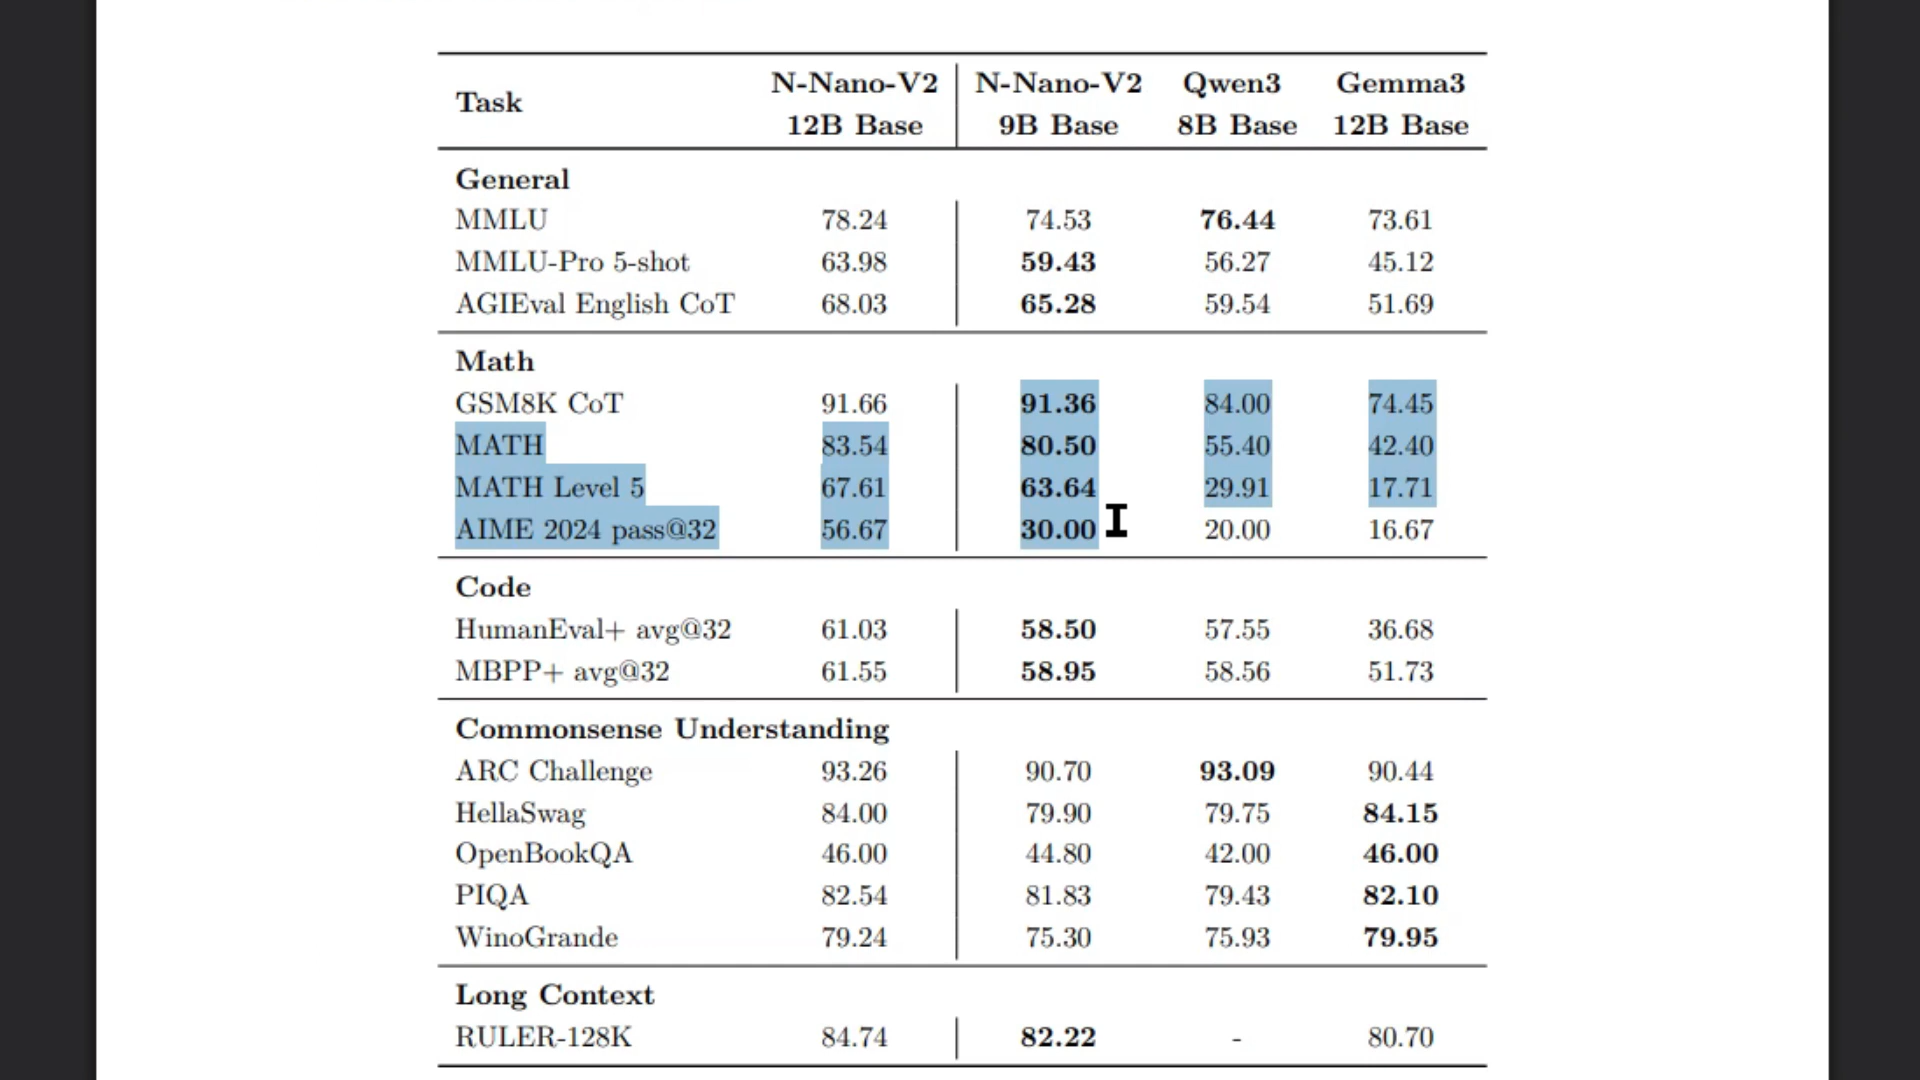 Task N-Nano-V2 12B Base N-Nano-V2 9B Base Qwen3 8B Base Gemma3 12B Base
General
MMLU 78.24 74.53 76.44 73.61
MMLU-Pro 5-shot 63.98 59.43 56.27 45.12
AGIEval English CoT 68.03 65.28 59.54 51.69
Math
GSM8K CoT 91.66 91.36 84.00 74.45
MATH 83.54 80.50 55.40 42.40
MATH Level 5 67.61 63.64 29.91 17.71
AIME 2024 pass@32 56.67 30.00 20.00 16.67
Code
HumanEval+ avg@32 61.03 58.50 57.55 36.68
MBPP+ avg@32 61.55 58.95 58.56 51.73
Commonsense Understanding
ARC Challenge 93.26 90.70 93.09 90.44
HellaSwag 84.00 79.90 79.75 84.15
OpenBookQA 46.00 44.80 42.00 46.00
PIQA 82.54 81.83 79.43 82.10
WinoGrande 79.24 75.30 75.93 79.95
Long Context
RULER-128K 84.74 82.22 - 80.70